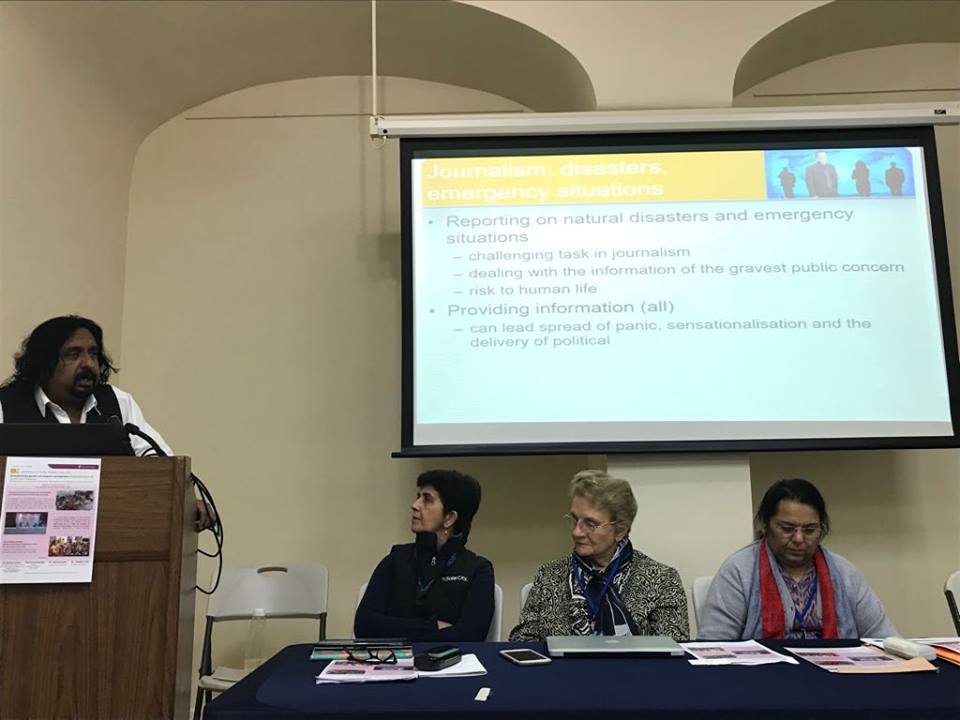 Journalism, disasters,
emergency situations
• Reporting on natural disasters and emergency
situations
– challenging task in journalism
– dealing with the information of the gravest public concern
– risk to human life
• Providing information (all)
– can lead spread of panic, sensationalisation and the
delivery of political